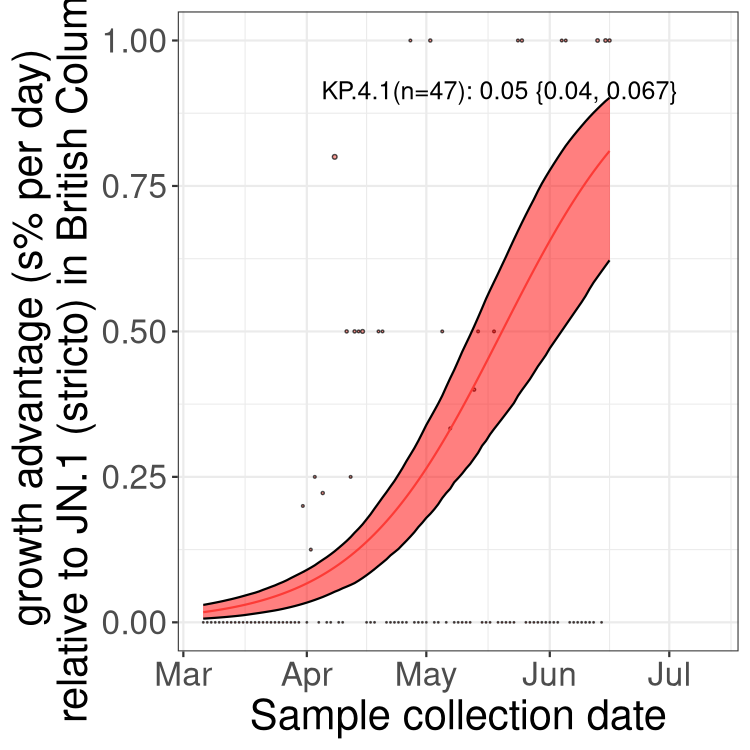 growth advantage (s% per day)
relative to JN.1 (stricto) in British Colum
1.00
0.75
0.50
0.25
0.00
KP.4.1(n=47): 0.05 {0.04, 0.067}
Mar Apr May Jun Jul
Sample collection date